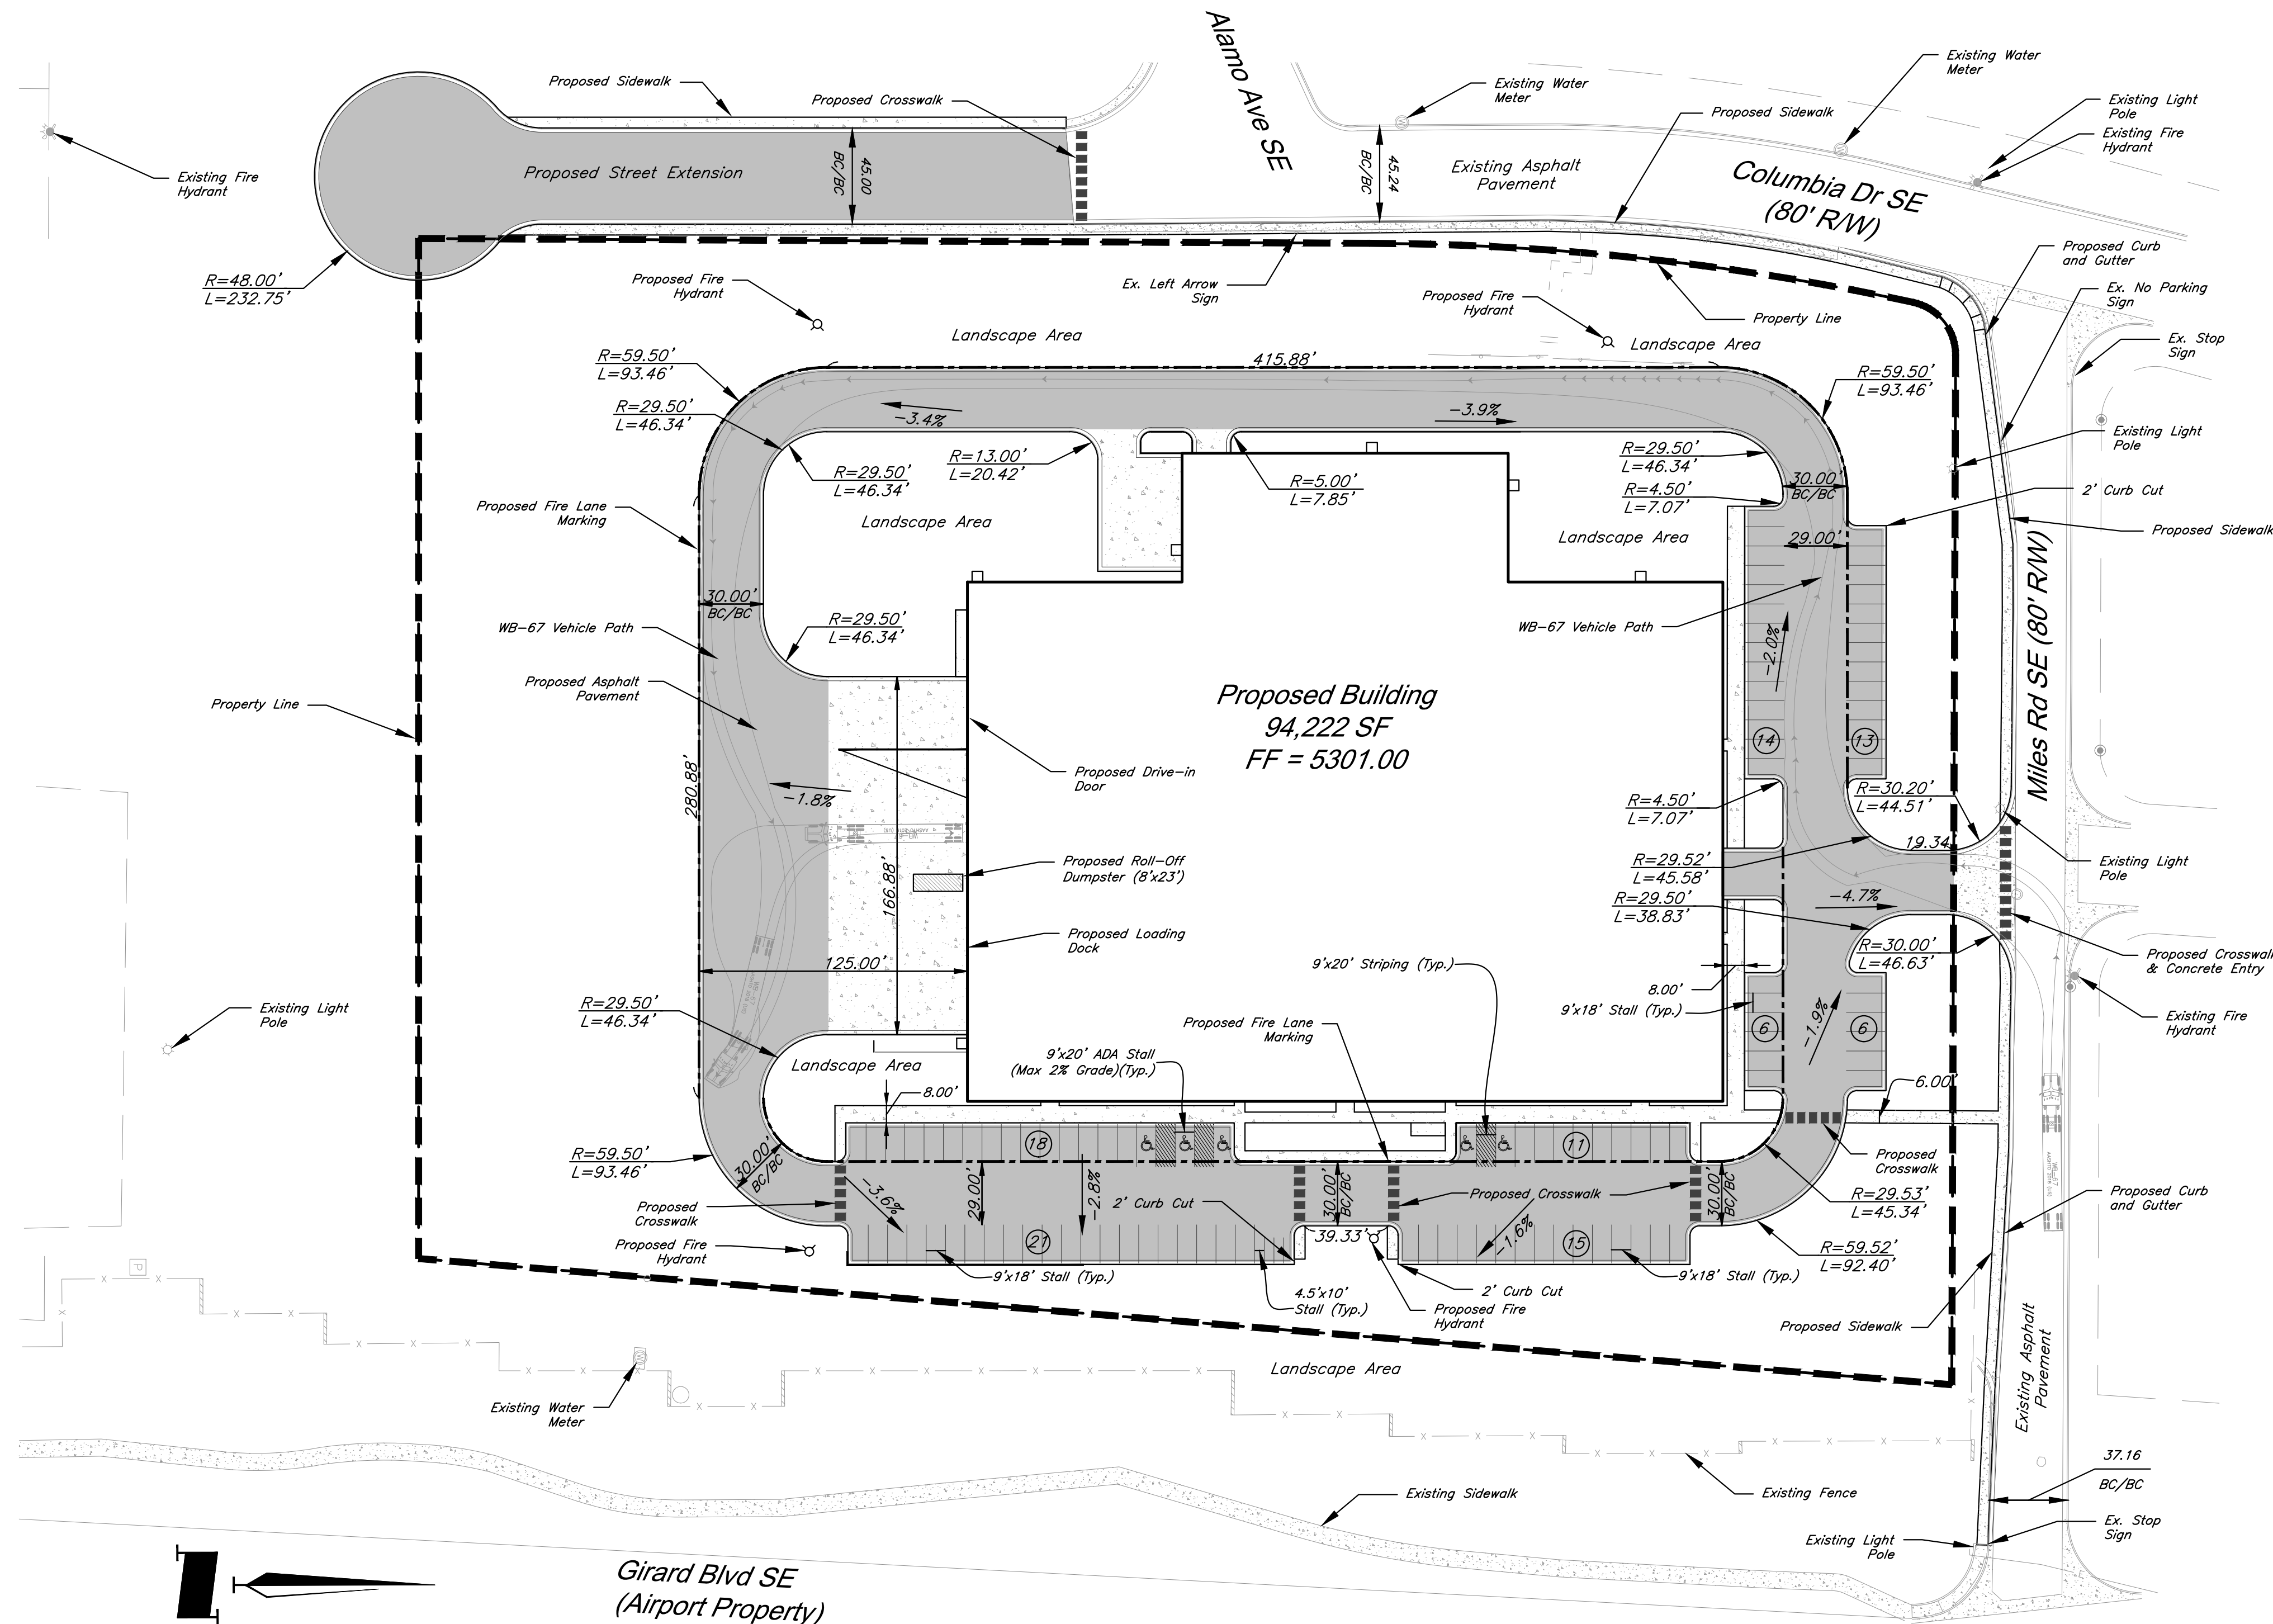 Alamo Ave SE
Existing Water
Meter
Existing Water
Meter
Proposed Sidewalk
Proposed Crosswalk
Proposed Sidewalk
Existing Light
Pole
Existing Fire
Hydrant
Existing Fire
Hydrant
Proposed Street Extension
45.00
BC/BC
45.24
BC/BC
Existing Asphalt
Pavement
Columbia Dr SE
(80' R/W)
Proposed Curb
and Gutter
R=48.00'
L=232.75'
Proposed Fire
Hydrant
Ex. Left Arrow
Sign
Proposed Fire
Hydrant
Property Line
Ex. No Parking
Sign
Ex. Stop
Sign
Landscape Area
Landscape Area
R=59.50'
L=93.46'
415.88'
R=59.50'
L=93.46'
R=29.50'
L=46.34'
-3.4%
-3.9%
Existing Light
Pole
R=29.50'
L=46.34'
R=13.00'
L=20.42'
R=5.00'
L=7.85'
R=29.50'
L=46.34'
R=4.50'
L=7.07'
30.00'
BC/BC
2' Curb Cut
Proposed Fire Lane
Marking
Landscape Area
Landscape Area
29.00'
Proposed Sidewalk
30.00'
BC/BC
WB-67 Vehicle Path
R=29.50'
L=46.34'
WB-67 Vehicle Path
-2.0%
Miles Rd SE (80' R/W)
Proposed Asphalt
Pavement
Property Line
Proposed Building
94,222 SF
FF = 5301.00
14
13
280.88'
-1.8%
Proposed Drive-in
Door
R=4.50'
L=7.07'
R=30.20'
L=44.51'
19.34
Proposed Roll-Off
Dumpster (8'x23')
R=29.52'
L=45.58'
Existing Light
Pole
166.88'
R=29.50'
L=38.83'
-4.7%
Proposed Loading
Dock
125.00'
9'x20' Striping (Typ.)
R=30.00'
L=46.63'
Proposed Crosswal
& Concrete Entry
8.00'
9'x18' Stall (Typ.)
Existing Light
Pole
R=29.50'
L=46.34'
Proposed Fire Lane
Marking
6
6
-1.9%
Existing Fire
Hydrant
Landscape Area
9'x20' ADA Stall
(Max 2% Grade)(Typ.)
8.00'
6.00'
R=59.50'
L=93.46'
30.00'
BC/BC
18
11
Proposed
Crosswalk
-3.6%
29.00'
-2.8%
30.00'
BC/BC
Proposed Crosswalk
30.00'
BC/BC
R=29.53'
L=45.34'
Proposed Curb
and Gutter
Proposed
Crosswalk
2' Curb Cut
Proposed Fire
Hydrant
21
39.33'
-1.6%
15
R=59.52'
L=92.40'
9'x18' Stall (Typ.)
4.5'x10'
Stall (Typ.)
2' Curb Cut
Proposed Fire
Hydrant
9'x18' Stall (Typ.)
P
Proposed Sidewalk
Landscape Area
Existing Asphalt
Pavement
Existing Water
Meter
37.16
BC/BC
Existing Sidewalk
Existing Fence
Ex. Stop
Sign
Existing Light
Pole
Girard Blvd SE
(Airport Property)